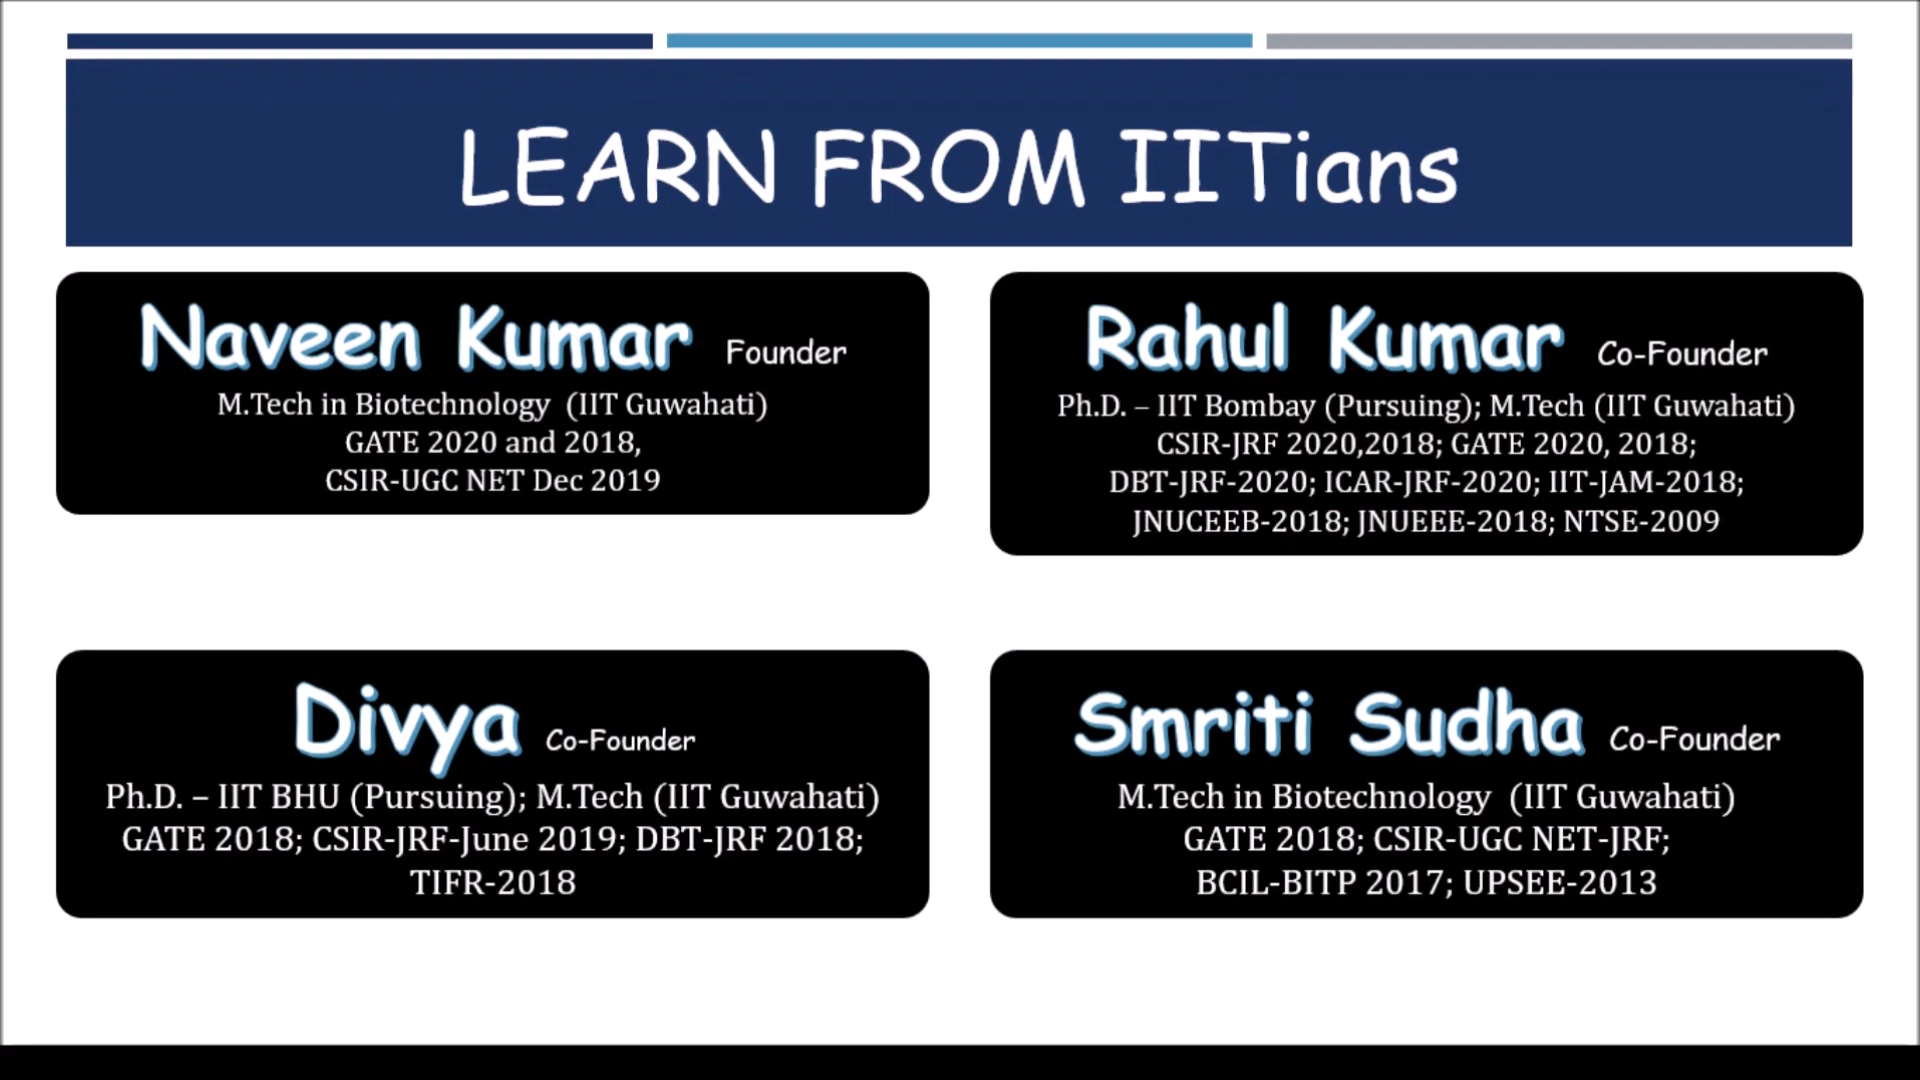 LEARN FROM IITians
Naveen Kumar Founder
M.Tech in Biotechnology (IIT Guwahati)
GATE 2020 and 2018,
CSIR-UGC NET Dec 2019
Rahul Kumar Co-Founder
Ph.D. – IIT Bombay (Pursuing); M.Tech (IIT Guwahati)
CSIR-JRF 2020,2018; GATE 2020, 2018;
DBT-JRF-2020; ICAR-JRF-2020; IIT-JAM-2018;
JNUCEEB-2018; JNUEEE-2018; NTSE-2009
Divya Co-Founder
Ph.D. – IIT BHU (Pursuing); M.Tech (IIT Guwahati)
GATE 2018; CSIR-JRF-June 2019; DBT-JRF 2018;
TIFR-2018
Smriti Sudha Co-Founder
M.Tech in Biotechnology (IIT Guwahati)
GATE 2018; CSIR-UGC NET-JRF;
BCIL-BITP 2017; UPSEE-2013